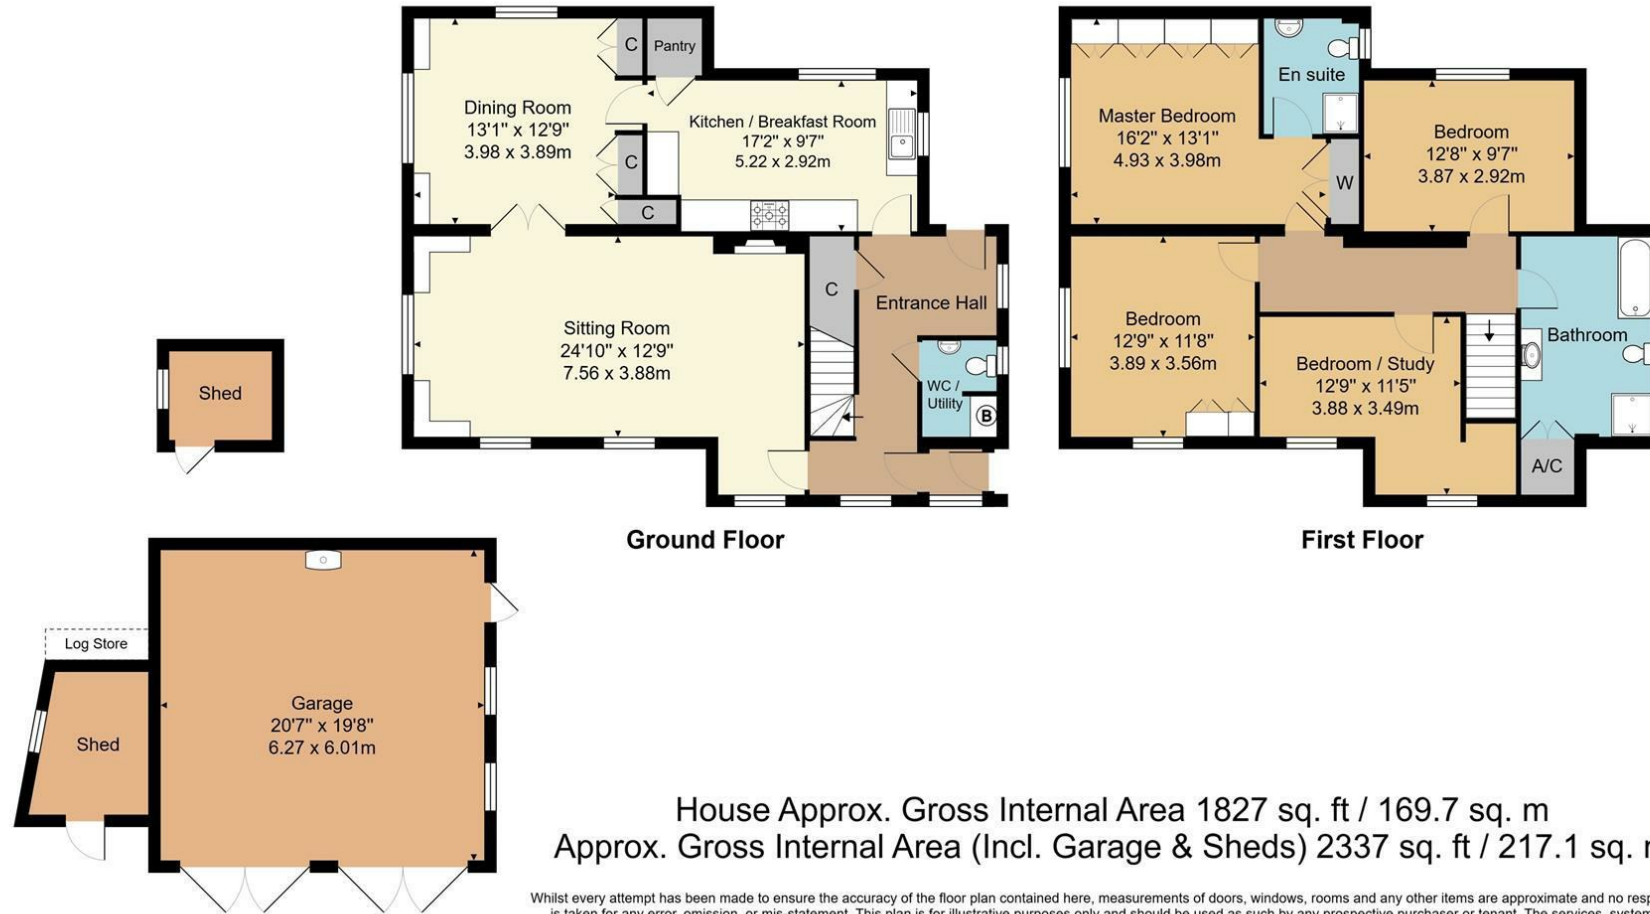 C
Pantry
Dining Room
13'1" x 12'9"
3.98 x 3.89m
Kitchen / Breakfast Room
17'2" x 9'7"
5.22 x 2.92m
C
C
Sitting Room
24'10" x 12'9"
7.56 x 3.88m
C
Entrance Hall
WC /
Utility
B
Ground Floor
En suite
Master Bedroom
16'2" x 13'1"
4.93 x 3.98m
W
Bedroom
12'8" x 9'7"
3.87 x 2.92m
Bedroom
12'9" x 11'8"
3.89 x 3.56m
Bedroom / Study
12'9" x 11'5"
3.88 x 3.49m
Bathroom
A/C
First Floor
Shed
Log Store
Shed
Garage
20'7" x 19'8"
6.27 x 6.01m
House Approx. Gross Internal Area 1827 sq. ft / 169.7 sq. m
Approx. Gross Internal Area (Incl. Garage & Sheds) 2337 sq. ft / 217.1 sq.
Whilst every attempt has been made to ensure the accuracy of the floor plan contained here, measurements of doors, windows, rooms and any other items are approximate and no
is taken for any error, omission, or mis-statement. This plan is for illustrative purposes only and should be used as such by any prospective purchaser or tenant. The services,